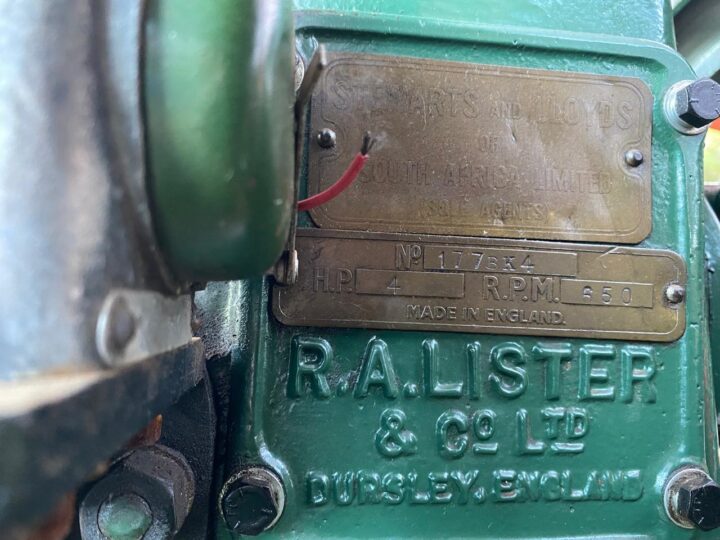 STEWARTS AND LLOYDS
OF
SOUTH AFRICA LIMITED
(SOLE AGENTS)
No 177BK4
H.P. 4 R.P.M. 650
MADE IN ENGLAND.
R.A. LISTER
& Co LTD
DURSLEY, ENGLAND